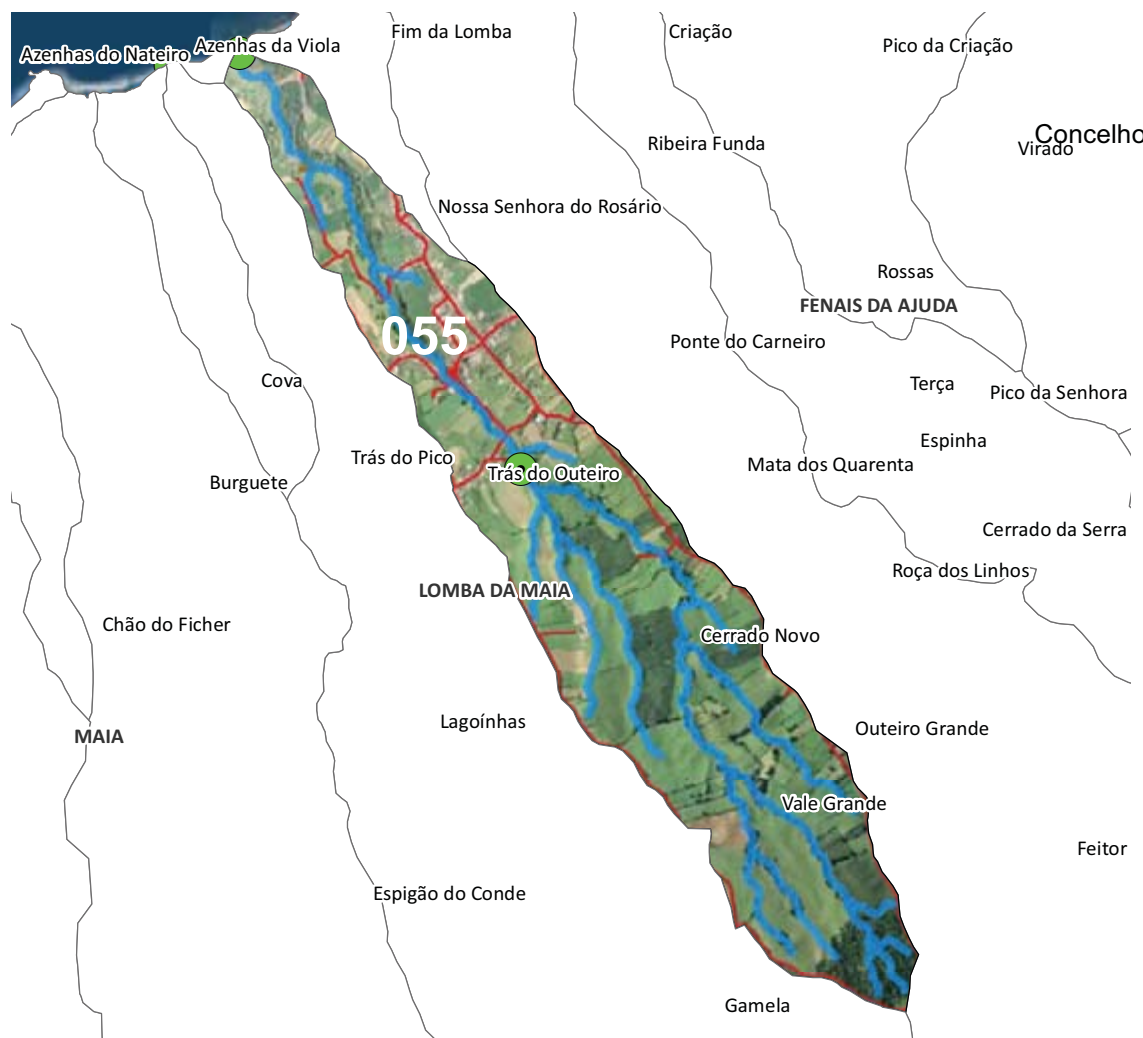 Fim da Lomba
Criação
Azenhas do Nateiro
Azenhas da Viola
Pico da Criação
Concelho
Virado
Ribeira Funda
Nossa Senhora do Rosário
Rossas
FENAIS DA AJUDA
055
Ponte do Carneiro
Cova
Terça
Pico da Senhora
Espinha
Trás do Pico
Mata dos Quarenta
Trás do Outeiro
Burguete
Cerrado da Serra
Roça dos Linhos
LOMBA DA MAIA
Chão do Ficher
Cerrado Novo
Lagoínhas
Outeiro Grande
MAIA
Vale Grande
Feitor
Espigão do Conde
Gamela